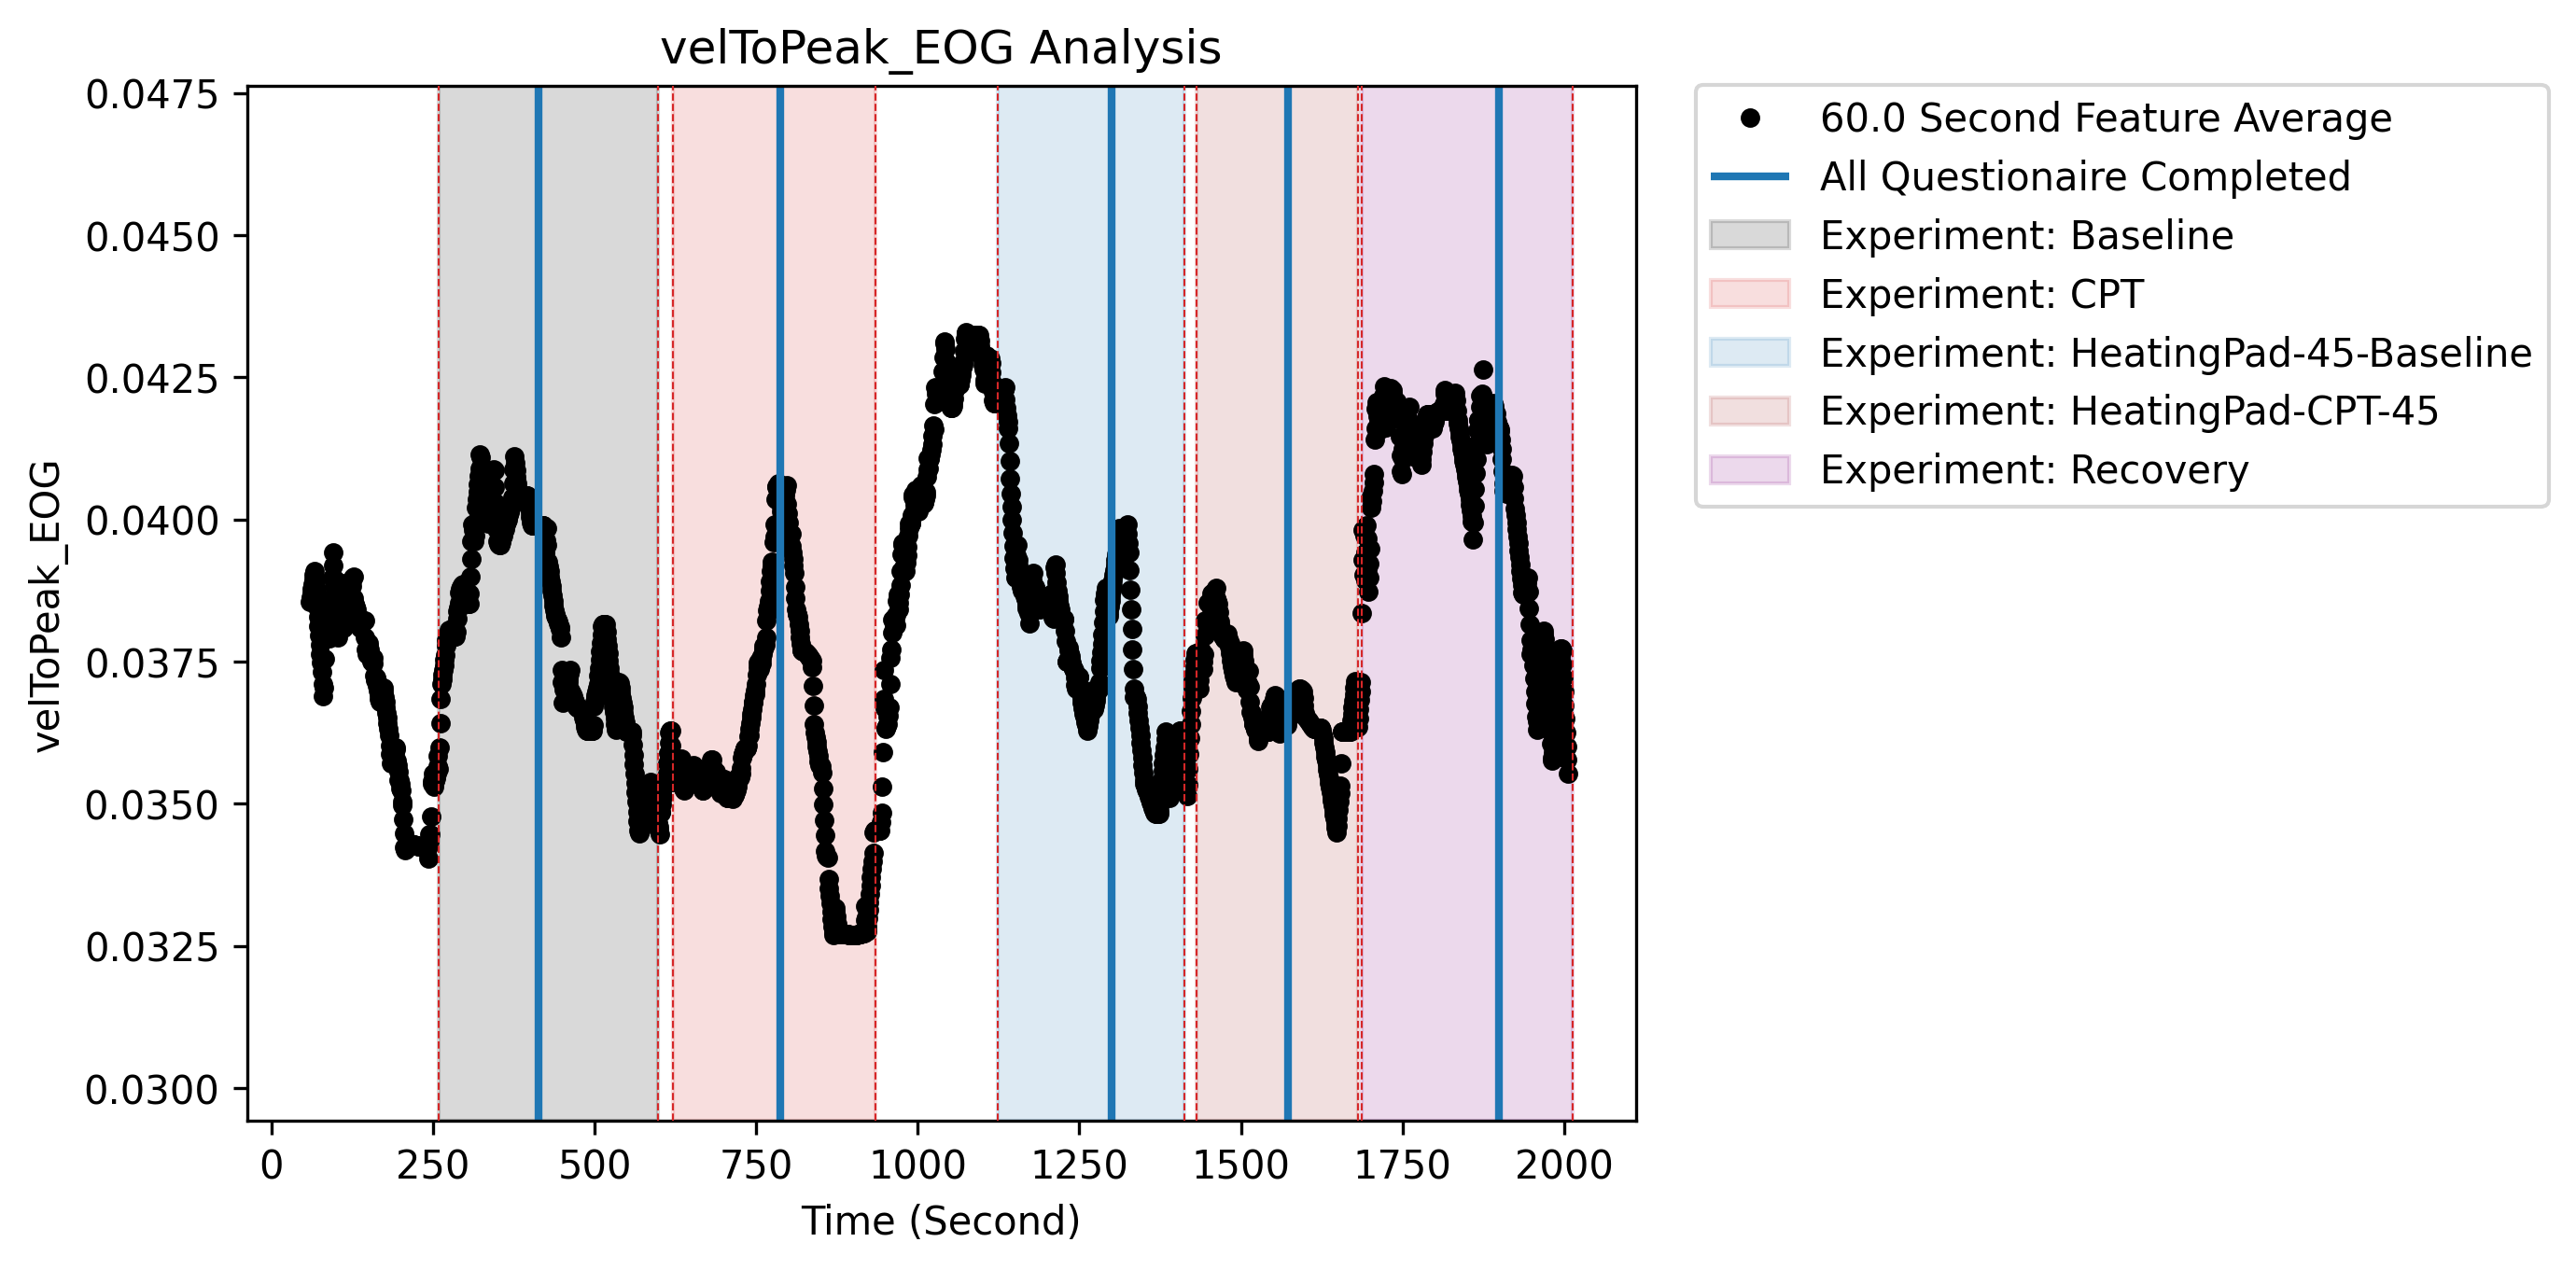 velToPeak_EOG Analysis
velToPeak_EOG
0.0475
0.0450
0.0425
0.0400
0.0375
0.0350
0.0325
0.0300
0 250 500 750 1000 1250 1500 1750 2000
Time (Second)
60.0 Second Feature Average
All Questionaire Completed
Experiment: Baseline
Experiment: CPT
Experiment: HeatingPad-45-Baseline
Experiment: HeatingPad-CPT-45
Experiment: Recovery